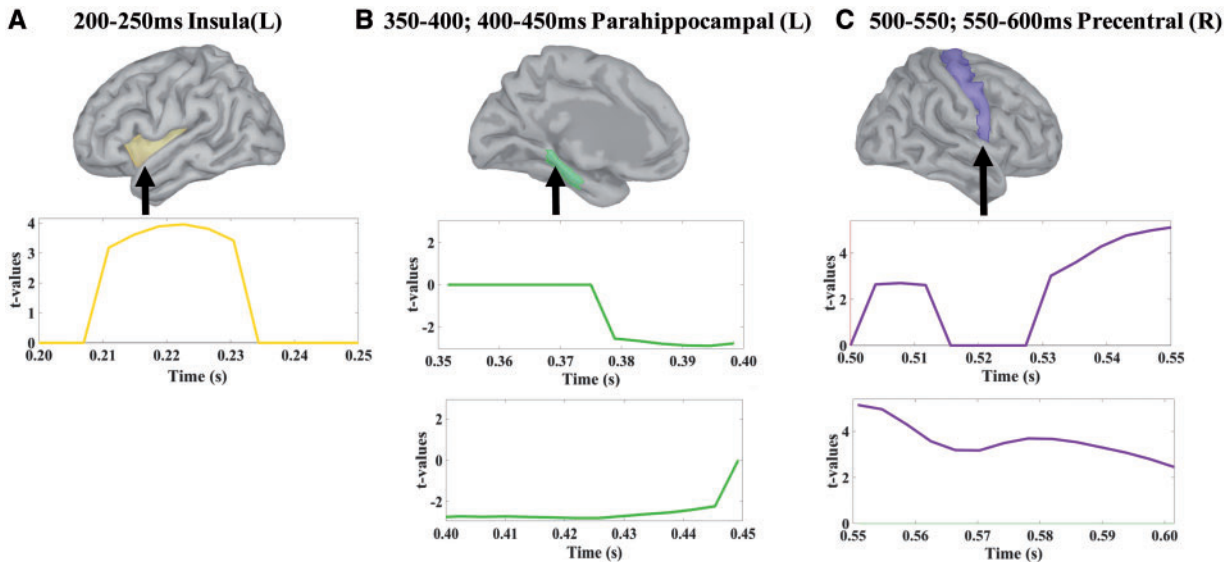 A 200-250ms Insula(L)
B 350-400; 400-450ms Parahippocampal (L)
C 500-550; 550-600ms Precentral (R)
4
3
2
1
0
t-values
0.20 0.21 0.22 0.23 0.24 0.25
Time (s)
2
0
-2
t-values
0.35 0.36 0.37 0.38 0.39 0.40
Time (s)
4
2
0
t-values
0.50 0.51 0.52 0.53 0.54 0.55
Time (s)
2
0
-2
t-values
0.40 0.41 0.42 0.43 0.44 0.45
Time (s)
4
2
0
t-values
0.55 0.56 0.57 0.58 0.59 0.60
Time (s)